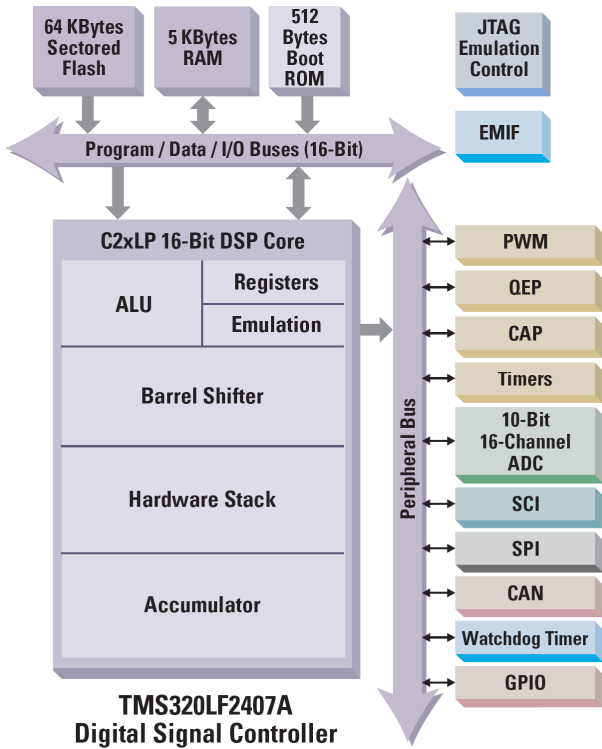 64 KBytes
Sectored
Flash
5 KBytes
RAM
512
Bytes
Boot
ROM
JTAG
Emulation
Control
EMIF
Program / Data / I/O Buses (16-Bit)
C2xLP 16-Bit DSP Core
ALU
Registers
Emulation
Barrel Shifter
Hardware Stack
Accumulator
Peripheral Bus
PWM
QEP
CAP
Timers
10-Bit
16-Channel
ADC
SCI
SPI
CAN
Watchdog Timer
GPIO
TMS320LF2407A
Digital Signal Controller